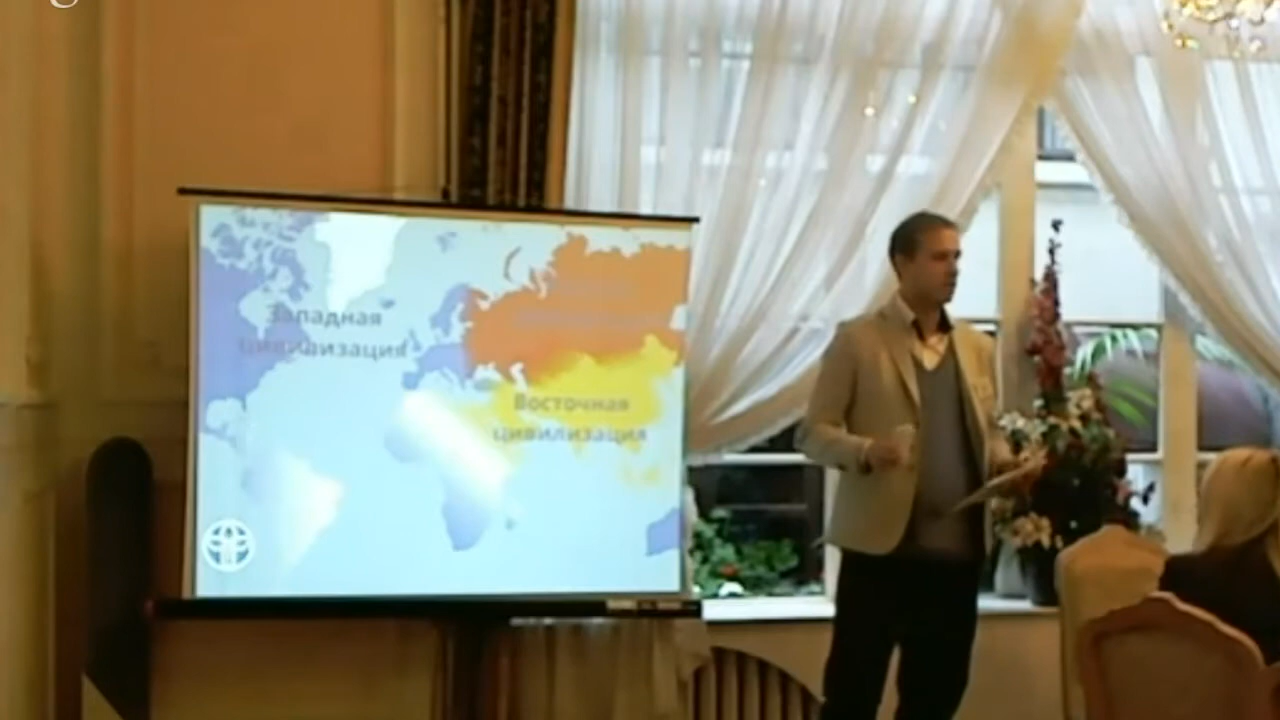 g
Западная
цивилизация
Восточная
цивилизация